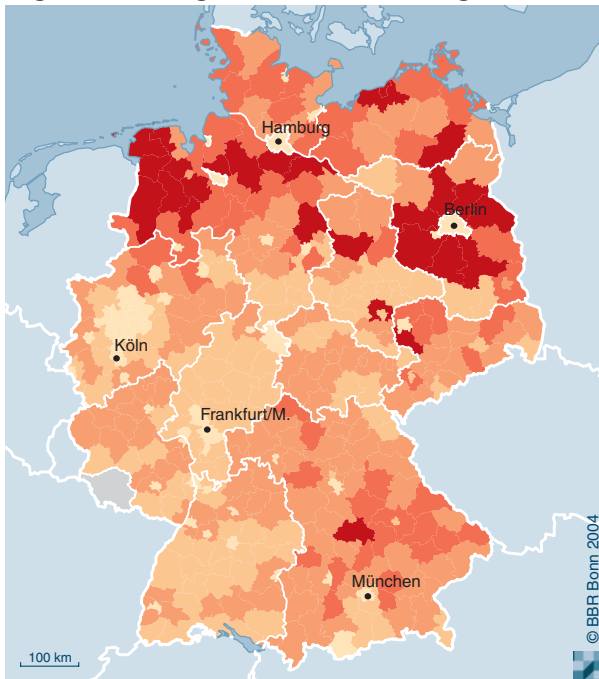 Hamburg
Berlin
Köln
Frankfurt/M.
München
100 km
© BBR Bonn 2004